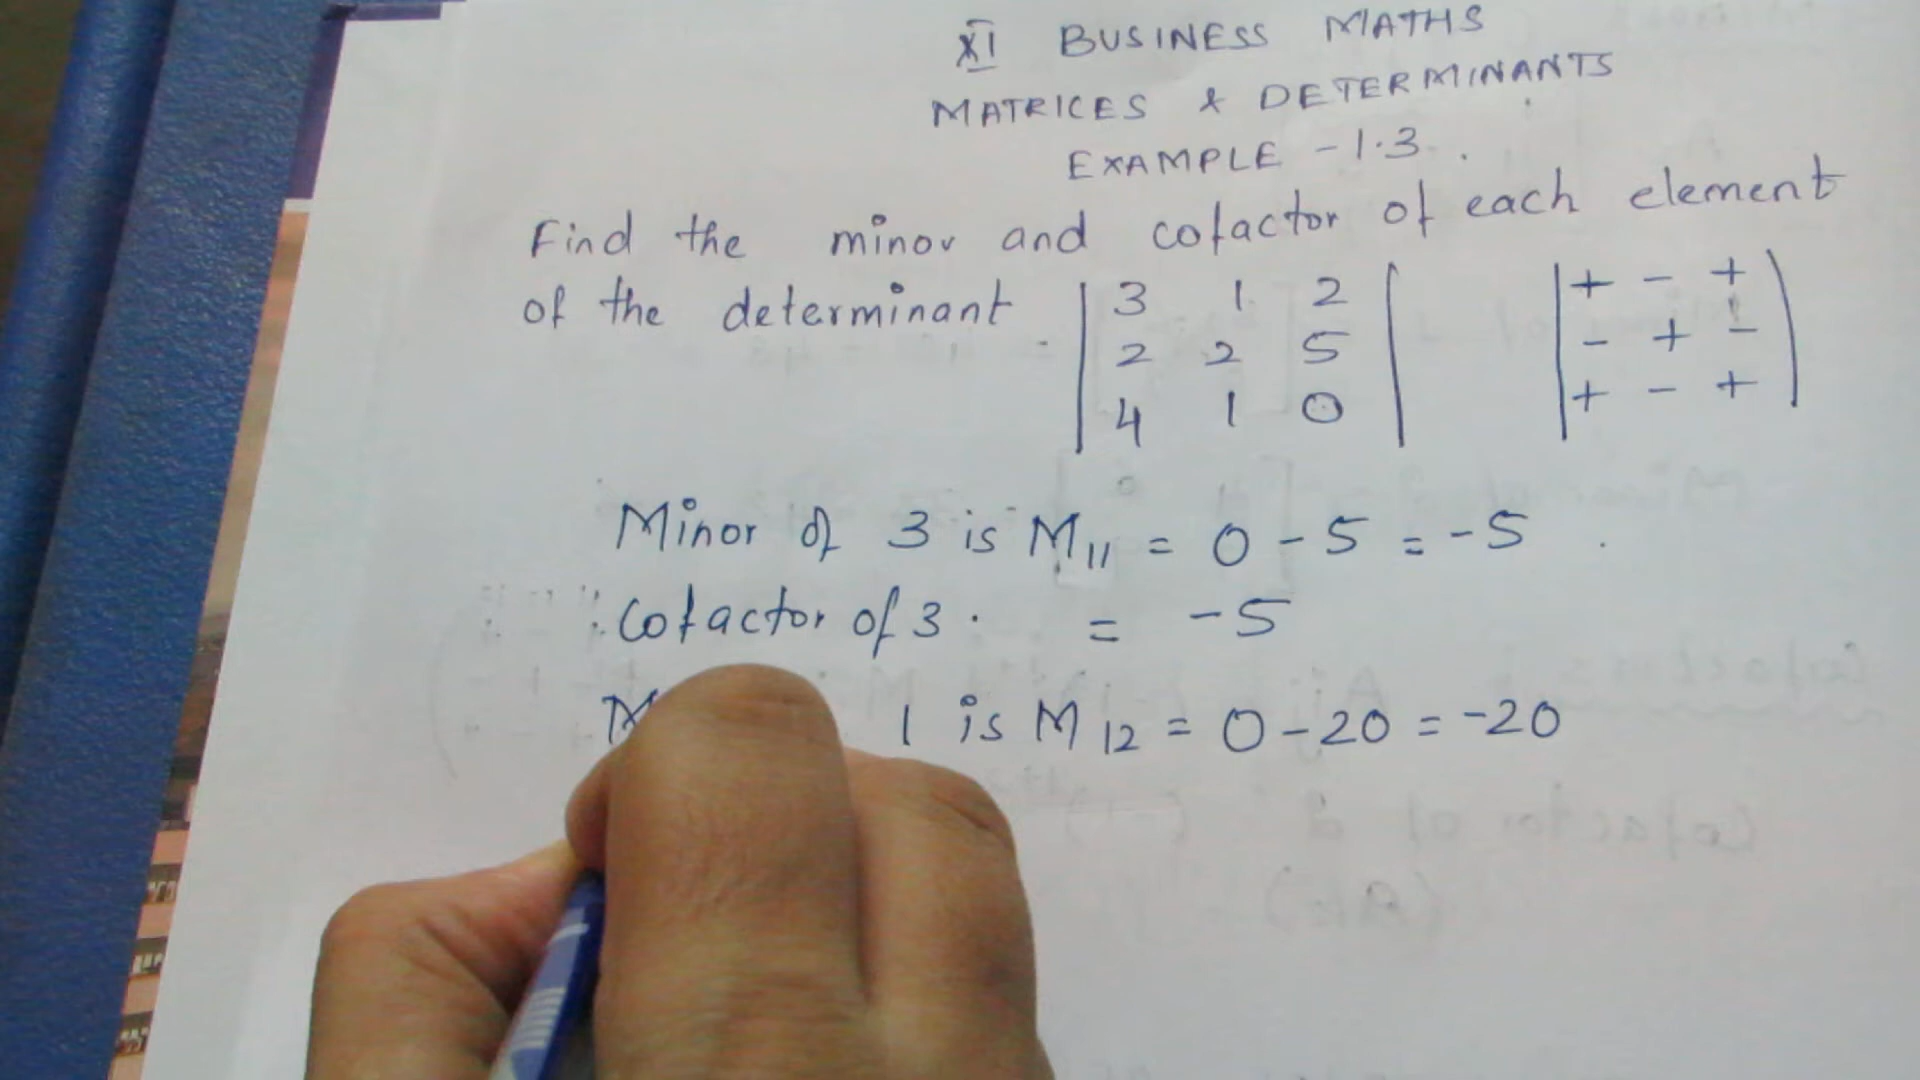 XI BUSINESS MATHS
MATRICES & DETERMINANTS
EXAMPLE - 1.3.
Find the minor and cofactor of each element
of the determinant
3 1 2
2 2 5
4 1 0
+ - +
- + -
+ - +
Minor of 3 is M11 = 0 - 5 = -5
Cofactor of 3 = -5
1 is M12 = 0 - 20 = -20